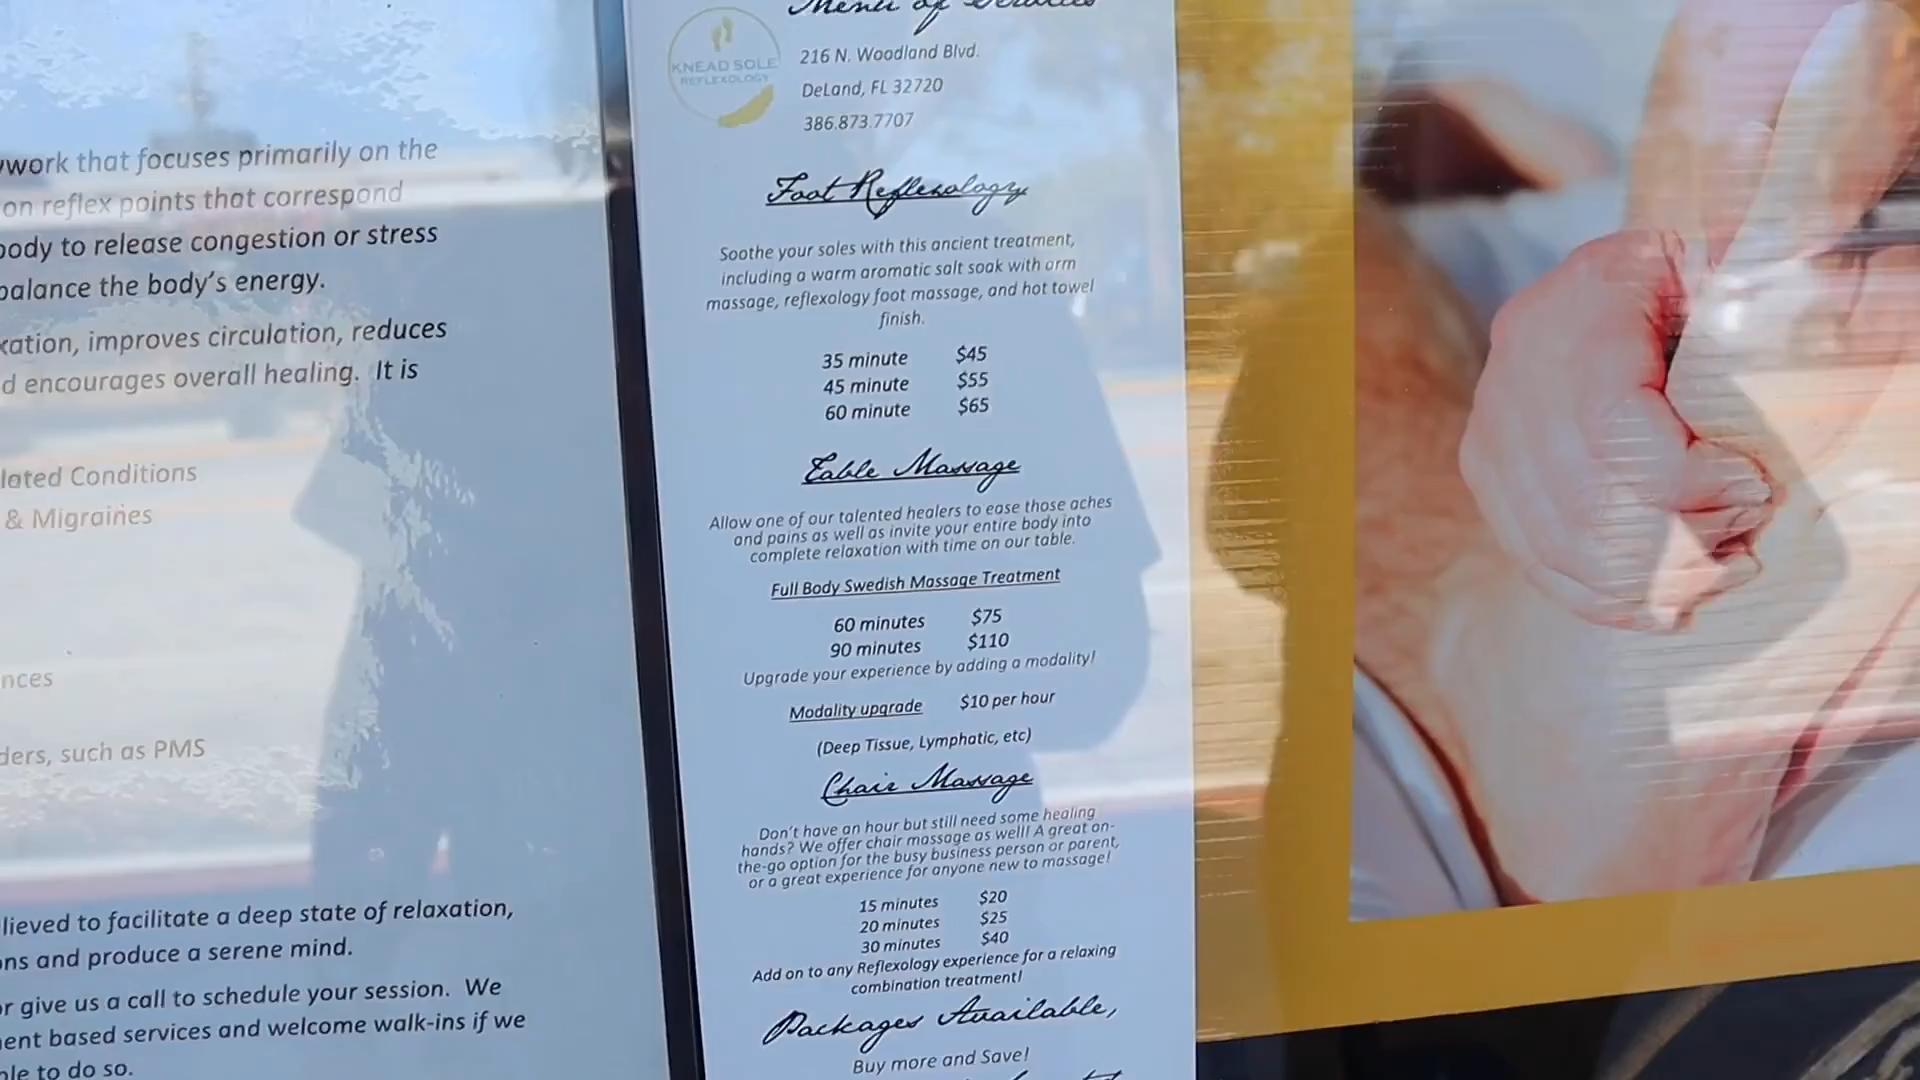 work that focuses primarily on the
on reflex points that correspond
body to release congestion or stress
balance the body's energy.
xation, improves circulation, reduces
d encourages overall healing. It is
lated Conditions
& Migraines
nces
ders, such as PMS
lieved to facilitate a deep state of relaxation,
ons and produce a serene mind.
or give us a call to schedule your session. We
ment based services and welcome walk-ins if we
ble to do so.
Menu of Services
KNEAD SOLE
REFLEXOLOGY
216 N. Woodland Blvd.
DeLand, FL 32720
386.873.7707
Foot Reflexology
Soothe your soles with this ancient treatment,
including a warm aromatic salt soak with arm
massage, reflexology foot massage, and hot towel
finish.
35 minute $45
45 minute $55
60 minute $65
Table Massage
Allow one of our talented healers to ease those aches
and pains as well as invite your entire body into
complete relaxation with time on our table.
Full Body Swedish Massage Treatment
60 minutes $75
90 minutes $110
Upgrade your experience by adding a modality!
Modality upgrade $10 per hour
(Deep Tissue, Lymphatic, etc)
Chair Massage
Don't have an hour but still need some healing
hands? We offer chair massage as well! A great on-
the-go option for the busy business person or parent,
or a great experience for anyone new to massage!
15 minutes $20
20 minutes $25
30 minutes $40
Add on to any Reflexology experience for a relaxing
combination treatment!
Packages Available,
Buy more and Save!